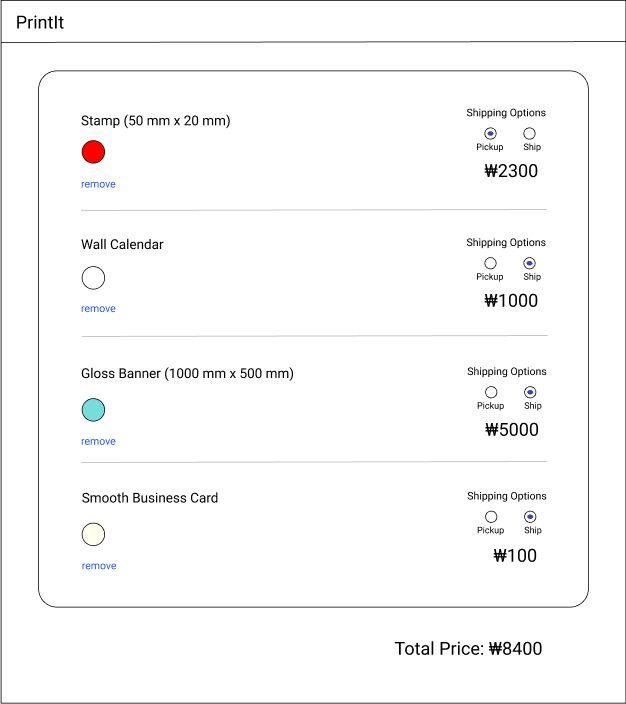 PrintIt
Stamp (50 mm x 20 mm)
remove
Shipping Options
Pickup Ship
₩2300
Wall Calendar
remove
Shipping Options
Pickup Ship
₩1000
Gloss Banner (1000 mm x 500 mm)
remove
Shipping Options
Pickup Ship
₩5000
Smooth Business Card
remove
Shipping Options
Pickup Ship
₩100
Total Price: ₩8400